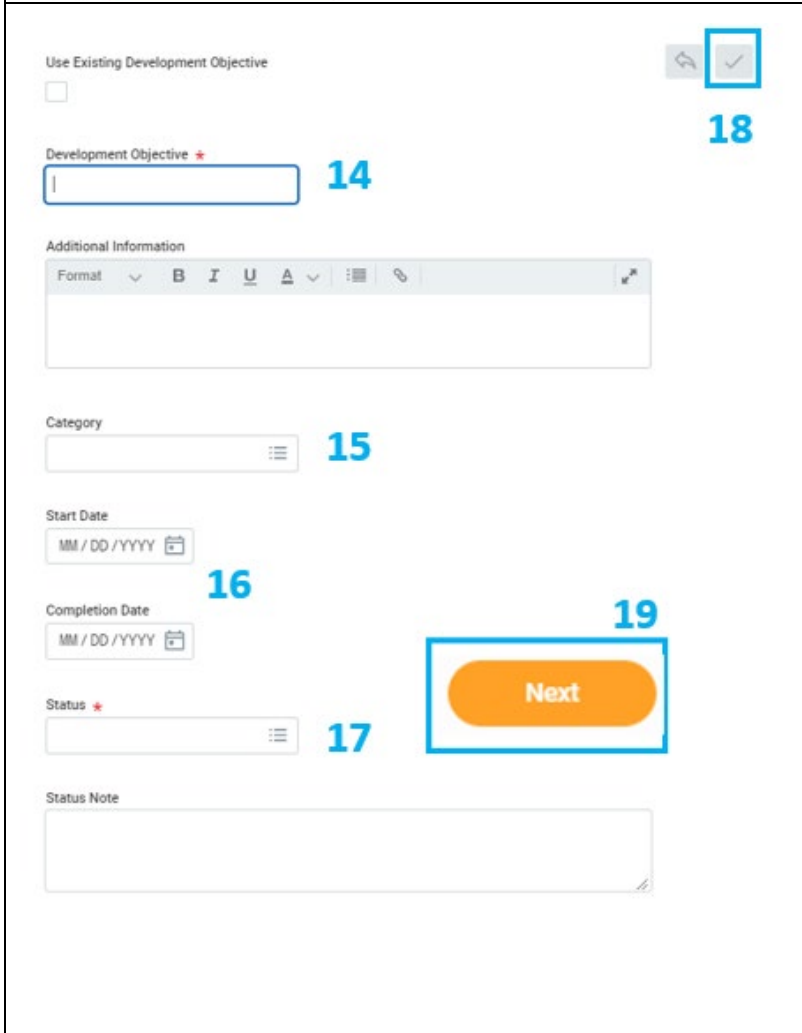 Use Existing Development Objective
18
Development Objective *
14
Additional Information
Format B I U A
Category
15
Start Date
MM / DD / YYYY
16
Completion Date
MM / DD / YYYY
19
Next
Status *
17
Status Note